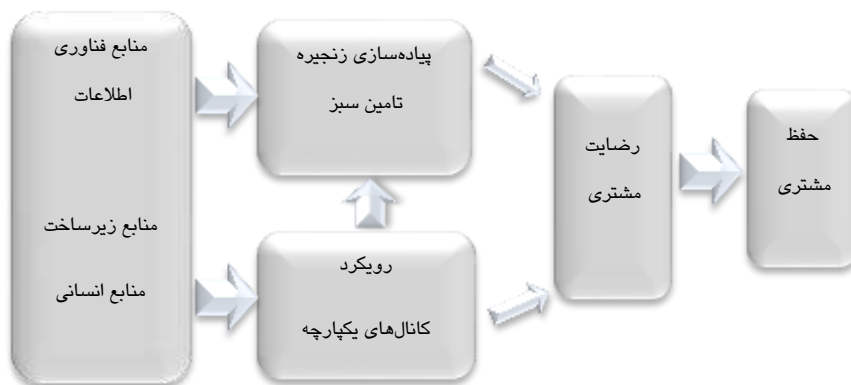 منابع فناوری
اطلاعات
منابع زیرساخت
منابع انسانی
پیاده‌سازی زنجیره
تامین سبز
رویکرد
کانال‌های یکپارچه
رضایت
مشتری
حفظ
مشتری